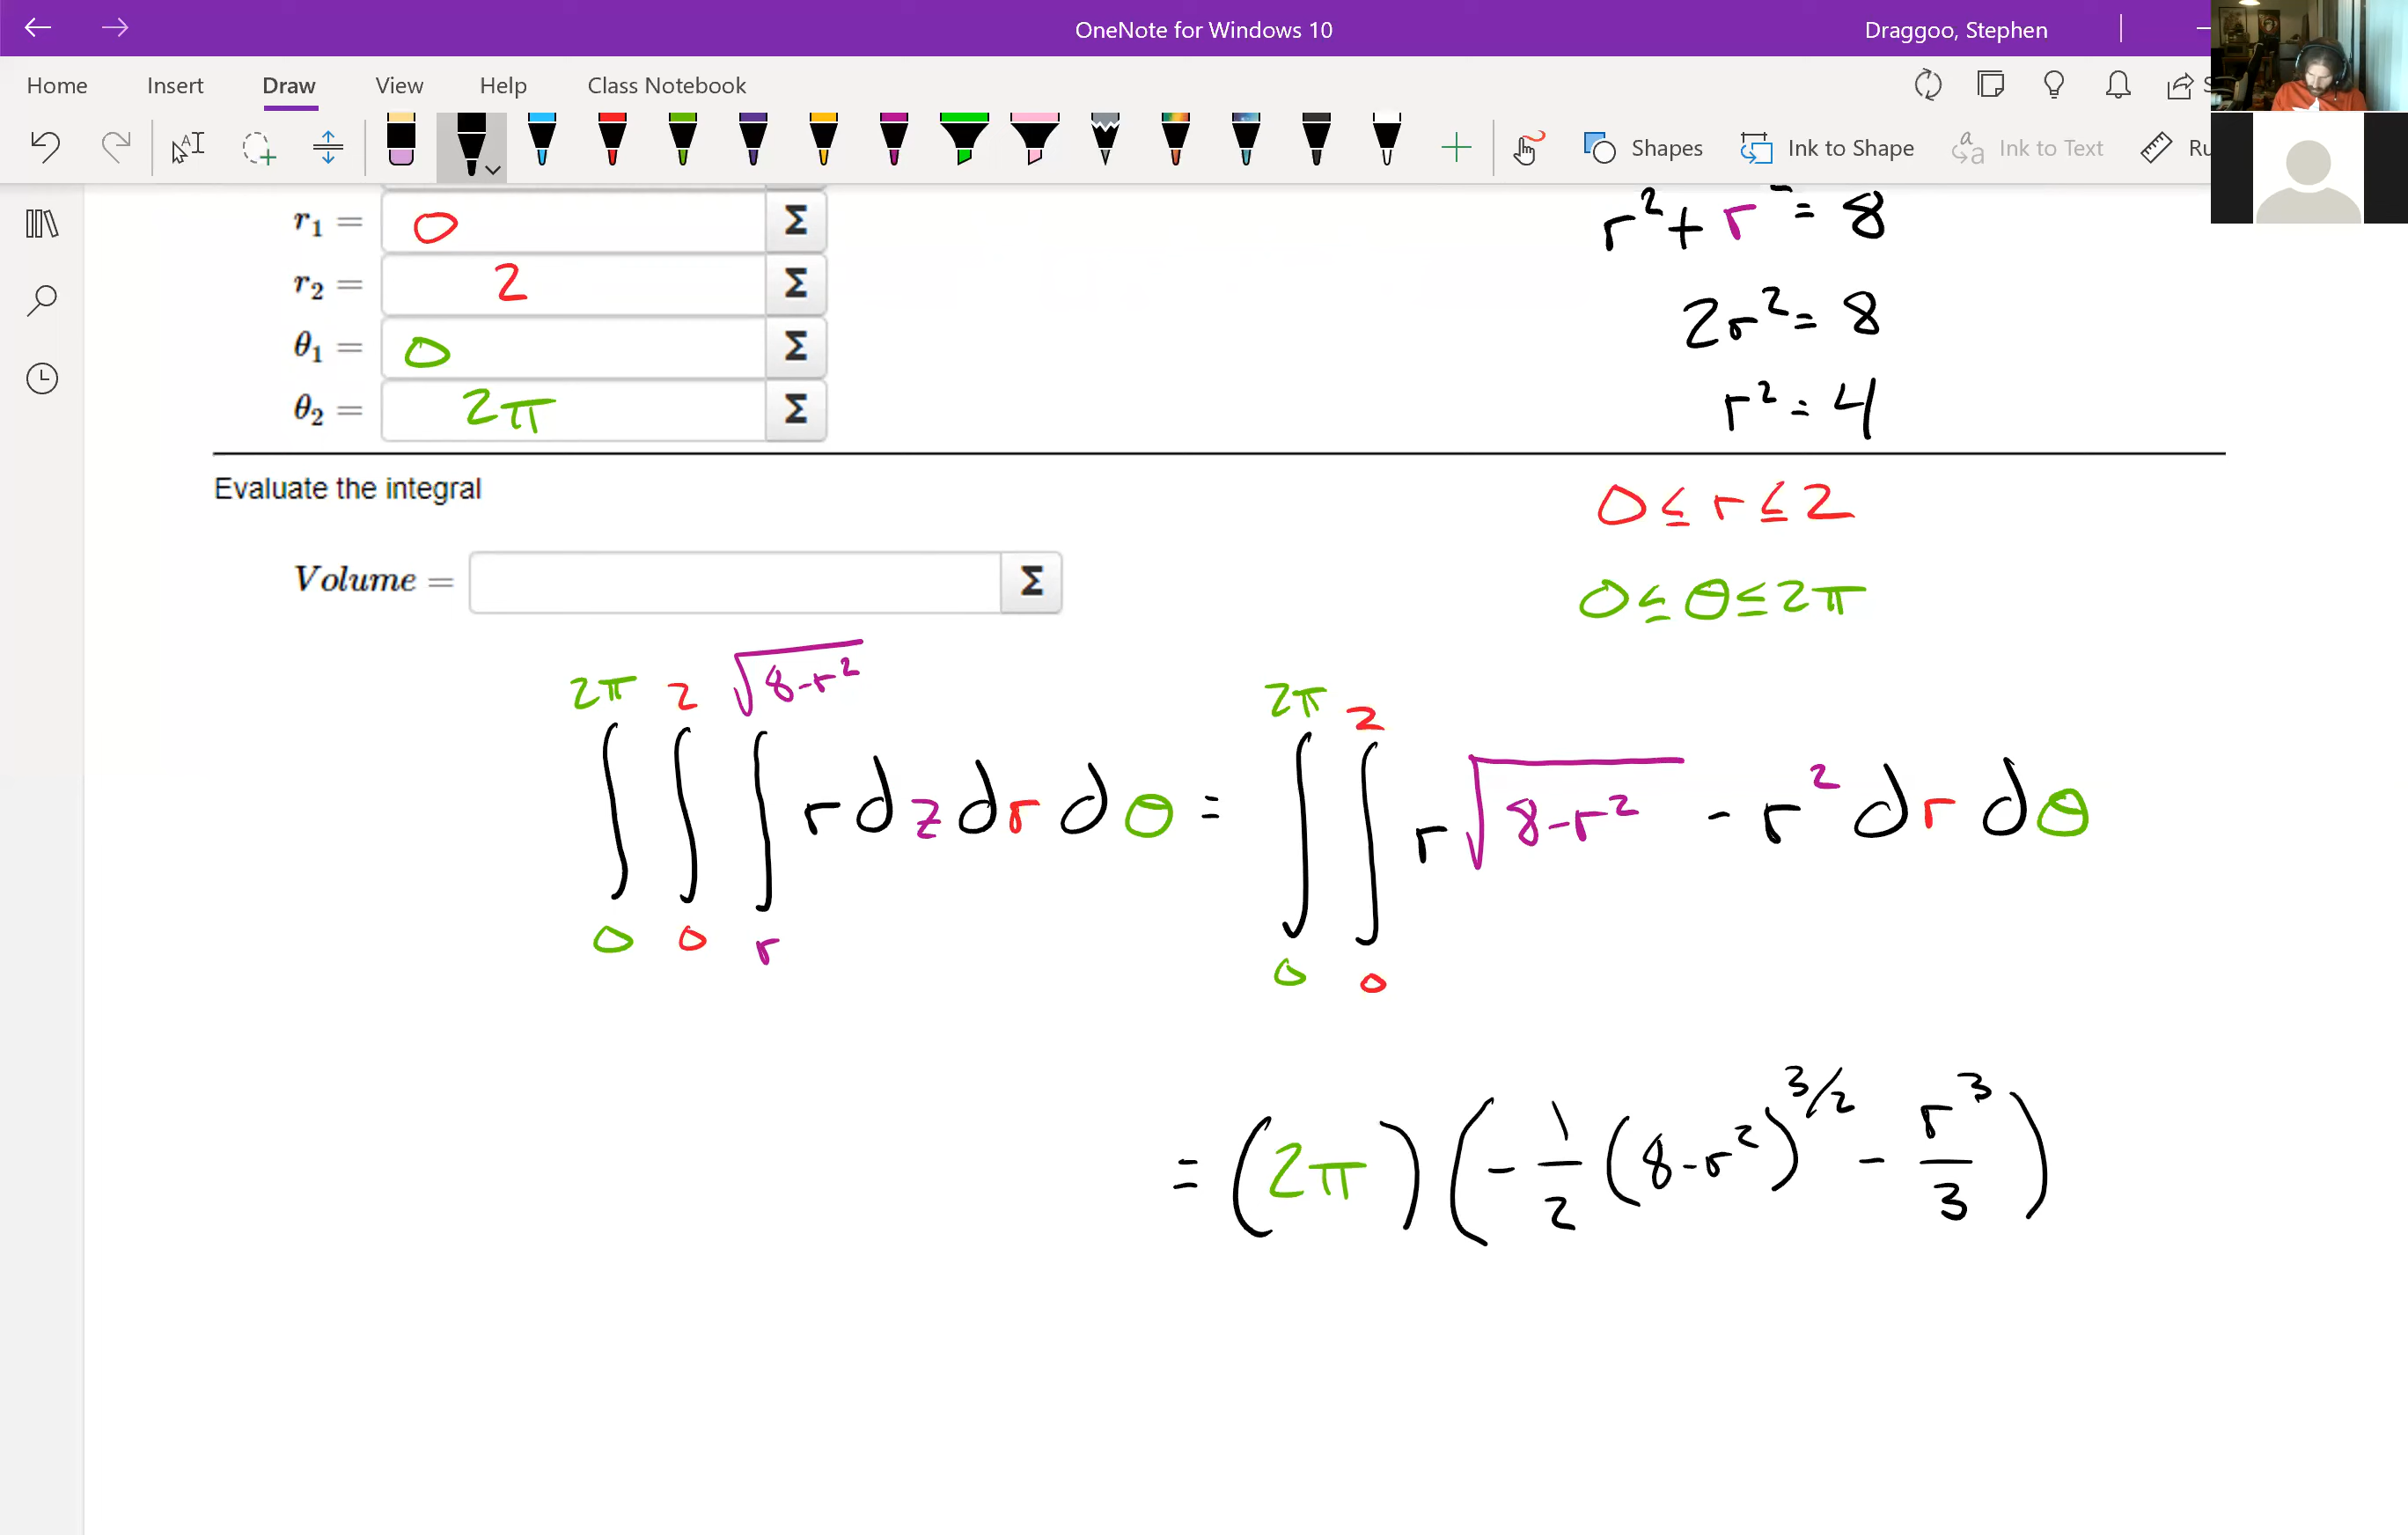 OneNote for Windows 10
Draggoo, Stephen
Home Insert Draw View Help Class Notebook
Shapes Ink to Shape Ink to Text
r₁ = 0 Σ
r₂ = 2 Σ
θ₁ = 0 Σ
θ₂ = 2π Σ
r² + r² = 8
2r² = 8
r² = 4
Evaluate the integral
0 ≤ r ≤ 2
Volume = Σ
0 ≤ θ ≤ 2π
∫₀^{2π} ∫₀^{2} ∫_r^{√(8-r²)} r dz dr dθ = ∫₀^{2π} ∫₀^{2} r√(8-r²) - r² dr dθ
= (2π)(-1/2 (8-r²)^{3/2} - r³/3)